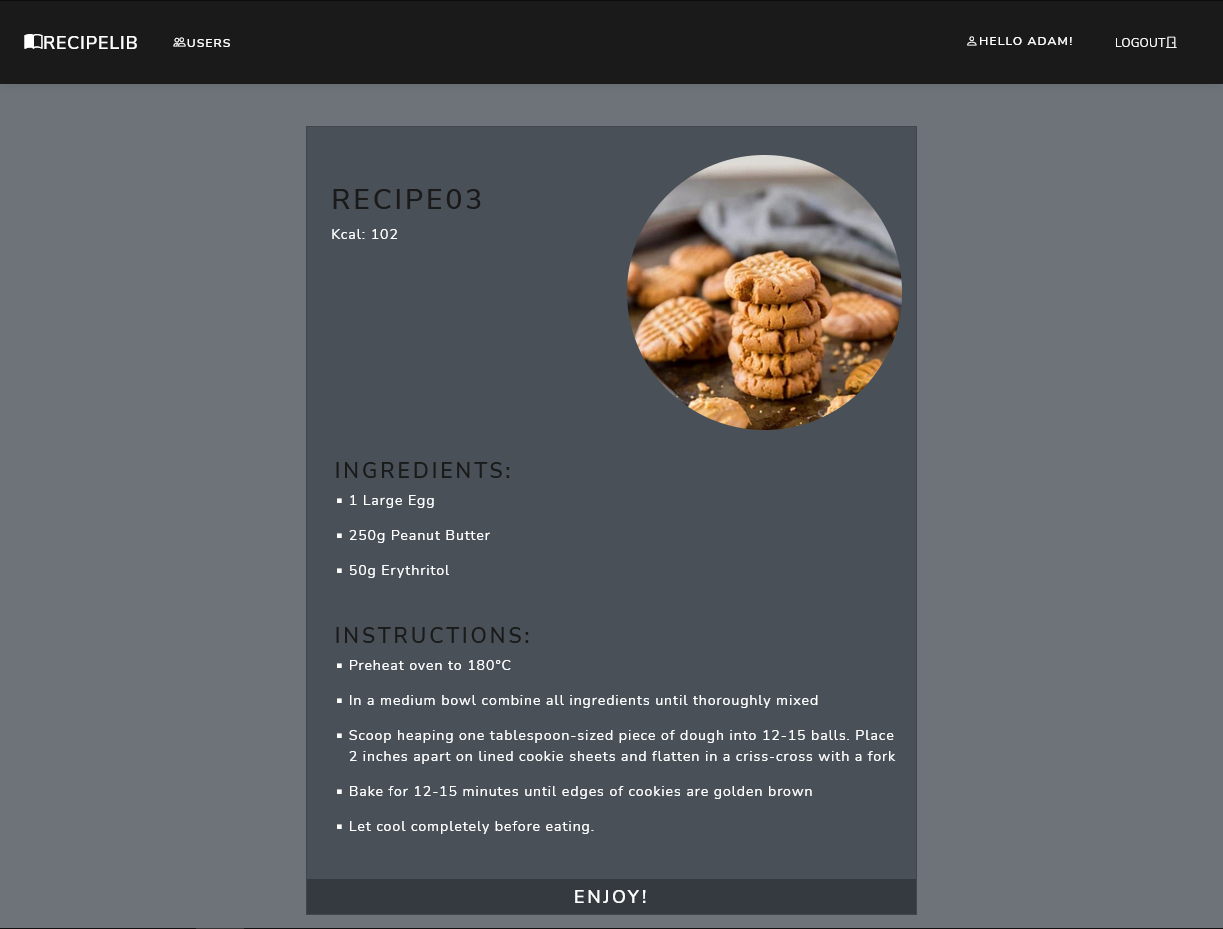 RECIPELIB USERS HELLO ADAM! LOGOUT
RECIPE03
Kcal: 102
INGREDIENTS:
▪ 1 Large Egg
▪ 250g Peanut Butter
▪ 50g Erythritol
INSTRUCTIONS:
▪ Preheat oven to 180°C
▪ In a medium bowl combine all ingredients until thoroughly mixed
▪ Scoop heaping one tablespoon-sized piece of dough into 12-15 balls. Place
2 inches apart on lined cookie sheets and flatten in a criss-cross with a fork
▪ Bake for 12-15 minutes until edges of cookies are golden brown
▪ Let cool completely before eating.
ENJOY!